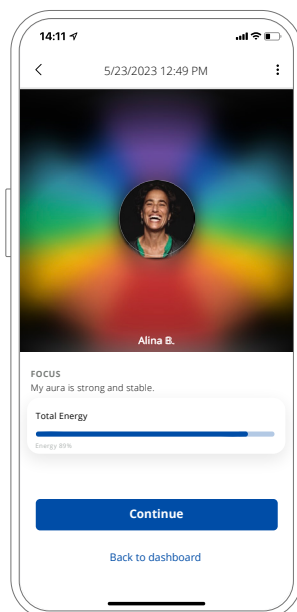 14:11
5/23/2023 12:49 PM
Alina B.
FOCUS
My aura is strong and stable.
Total Energy
Energy 89%
Continue
Back to dashboard